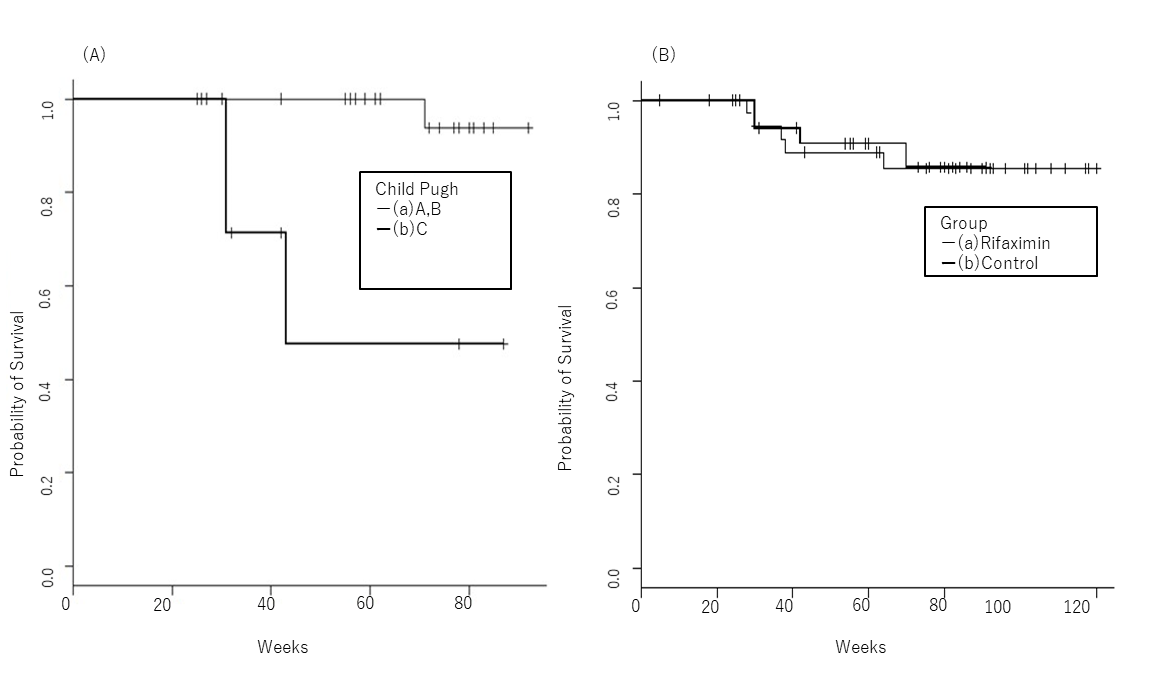 (A)
1.0
0.8
0.6
0.4
0.2
0.0
Probability of Survival
Child Pugh
(a)A,B
(b)C
0 20 40 60 80
Weeks
(B)
1.0
0.8
0.6
0.4
0.2
0.0
Probability of Survival
Group
(a)Rifaximin
(b)Control
0 20 40 60 80 100 120
Weeks